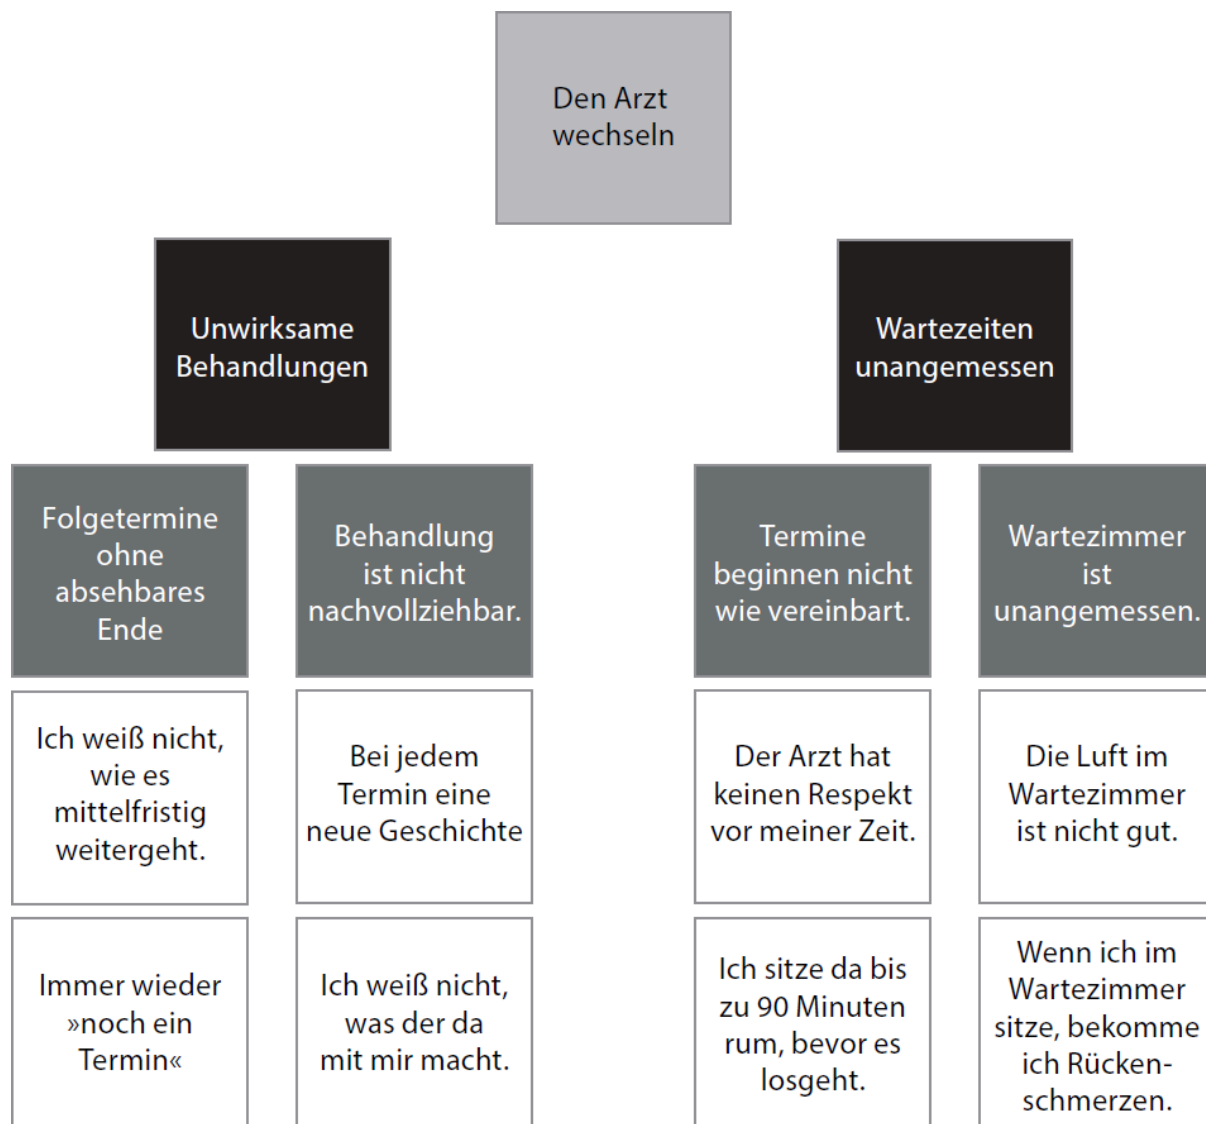 Den Arzt
wechseln
Unwirksame
Behandlungen
Wartezeiten
unangemessen
Folgetermine
ohne
absehbares
Ende
Behandlung
ist nicht
nachvollziehbar.
Termine
beginnen nicht
wie vereinbart.
Wartezimmer
ist
unangemessen.
Ich weiß nicht,
wie es
mittelfristig
weitergeht.
Bei jedem
Termin eine
neue Geschichte
Der Arzt hat
keinen Respekt
vor meiner Zeit.
Die Luft im
Wartezimmer
ist nicht gut.
Immer wieder
»noch ein
Termin«
Ich weiß nicht,
was der da
mit mir macht.
Ich sitze da bis
zu 90 Minuten
rum, bevor es
losgeht.
Wenn ich im
Wartezimmer
sitze, bekomme
ich Rücken-
schmerzen.